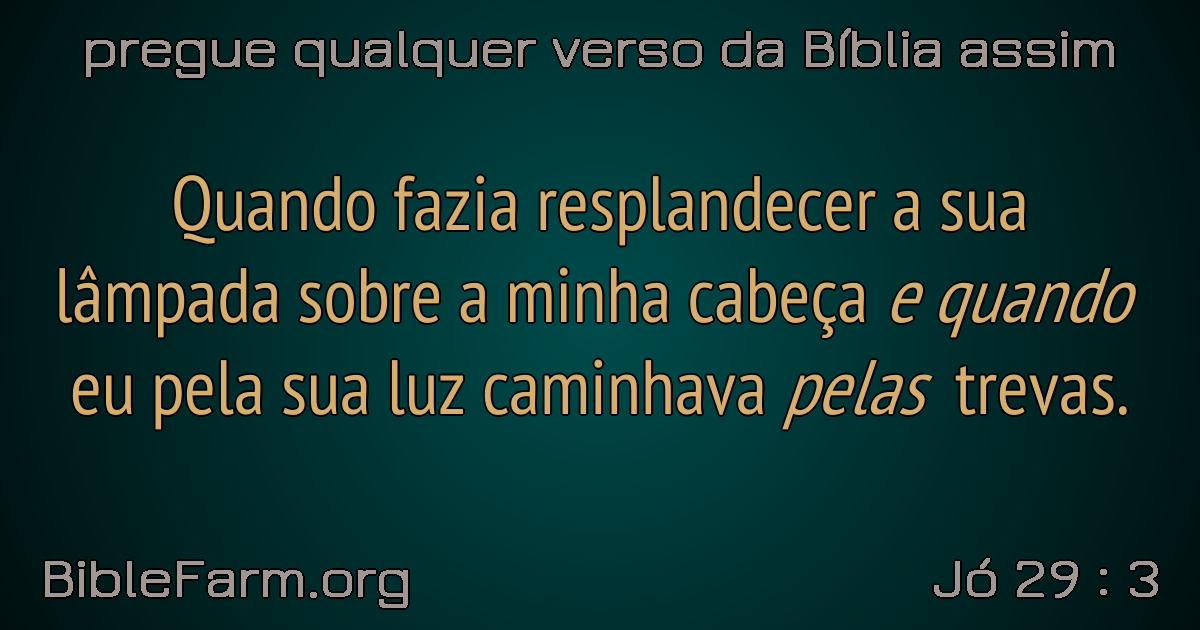 pregue qualquer verso da Bíblia assim
Quando fazia resplandecer a sua
lâmpada sobre a minha cabeça e quando
eu pela sua luz caminhava pelas trevas.
BibleFarm.org
Jó 29 : 3